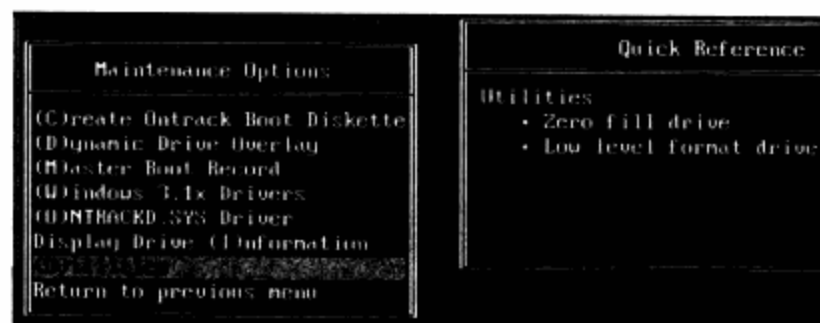 Maintenance Options
(C)reate Ontrack Boot Diskette
(D)ynamic Drive Overlay
(M)aster Boot Record
(W)indows 3.1x Drivers
(O)NTRACKD.SYS Driver
Display Drive (I)nformation
Return to previous menu
Quick Reference
Utilities
• Zero fill drive
• Low level format drive